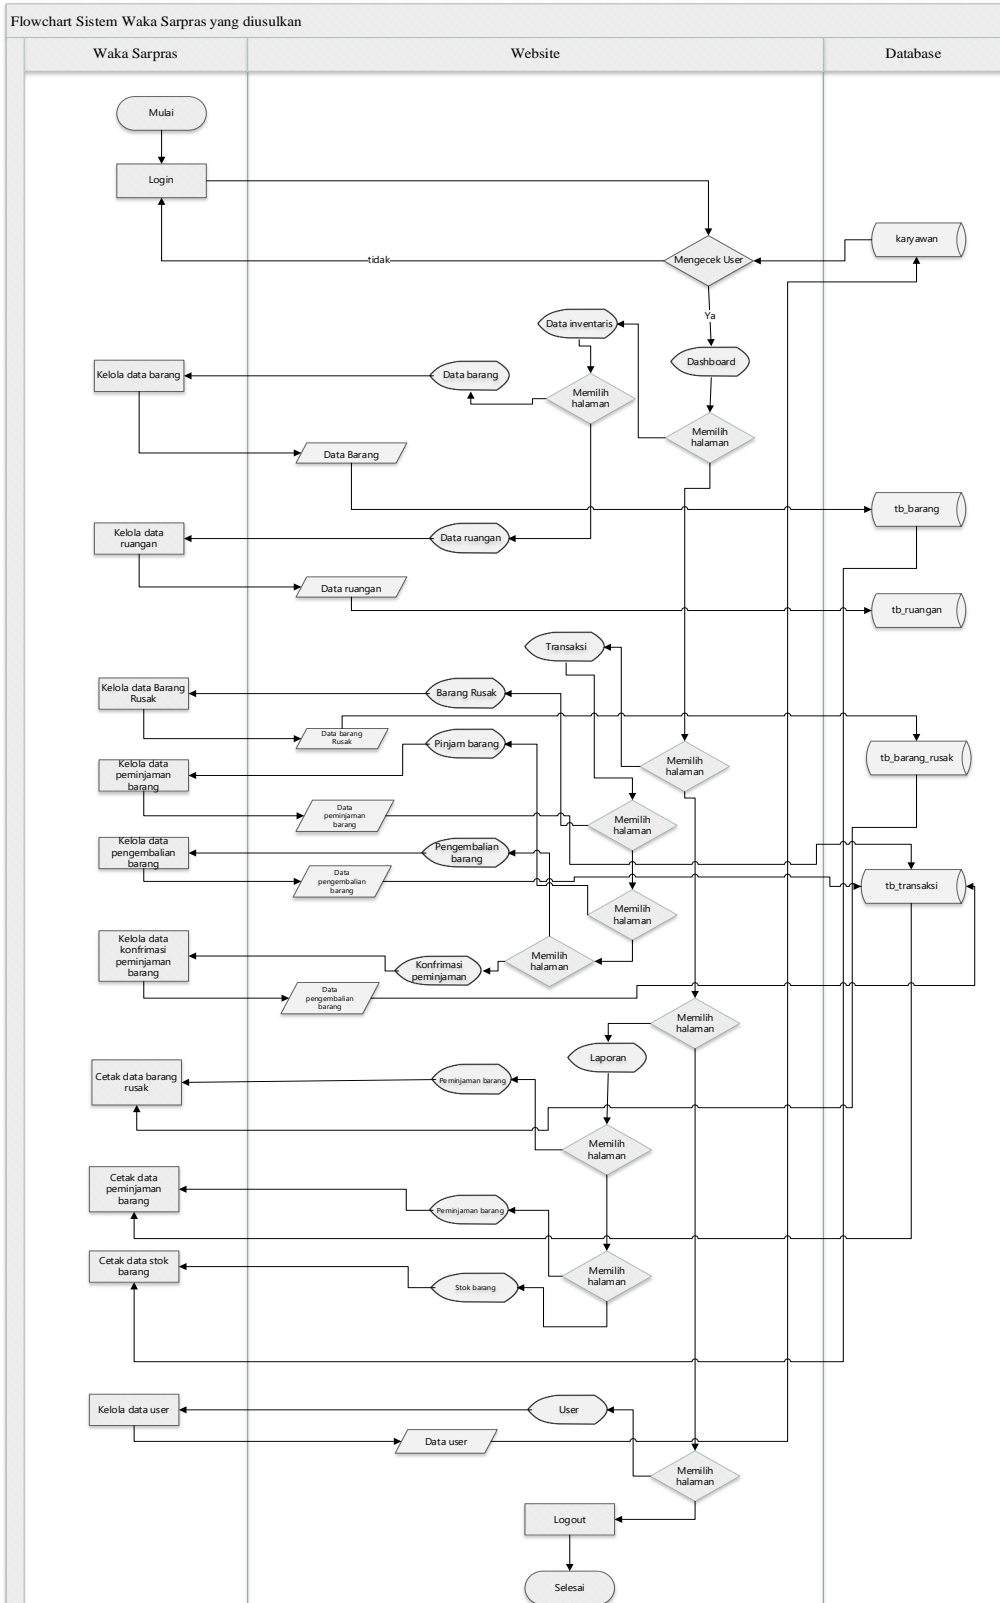 Flowchart Sistem Waka Sarpras yang diusulkan
Waka Sarpras
Website
Database
Mulai
Login
karyawan
tidak
Mengecek User
Ya
Data inventaris
Dashboard
Kelola data barang
Data barang
Memilih
halaman
Memilih
halaman
Data Barang
tb_barang
Kelola data
ruangan
Data ruangan
Data ruangan
tb_ruangan
Transaksi
Kelola data Barang
Rusak
Barang Rusak
Data barang
Rusak
Pinjam barang
Memilih
halaman
tb_barang_rusak
Kelola data
peminjaman
barang
Data
peminjaman
barang
Memilih
halaman
Kelola data
pengembalian
barang
Pengembalian
barang
Data
pengembalian
barang
tb_transaksi
Memilih
halaman
Kelola data
konfrimasi
peminjaman
barang
Konfrimasi
peminjaman
Memilih
halaman
Data
pengembalian
barang
Memilih
halaman
Laporan
Cetak data barang
rusak
Peminjaman barang
Memilih
halaman
Cetak data
peminjaman
barang
Peminjaman barang
Cetak data stok
barang
Stok barang
Memilih
halaman
Kelola data user
User
Data user
Memilih
halaman
Logout
Selesai